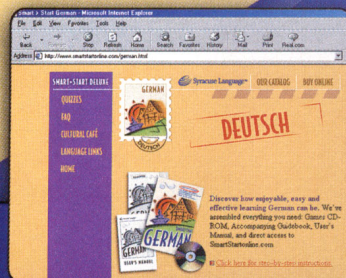 Smart > Start German - Microsoft Internet Explorer
File Edit View Favorites Tools Help
Back Stop Refresh Home Search Favorites History Mail Print Real.com
Address http://www.smartstartonline.com/german.html
SMART-START DELUXE
QUIZZES
FAQ
CULTURAL CAFÉ
LANGUAGE LINKS
HOME
GERMAN
DEUTSCH
Syracuse Language™ OUR CATALOG BUY ONLINE
DEUTSCH
GERMAN
USER'S MANUAL
Discover how enjoyable, easy and
effective learning German can be. We've
assembled everything you need: Games CD-
ROM, Accompanying Guidebook, User's
Manual, and direct access to
SmartStartonline.com
Click here for step-by-step instructions.